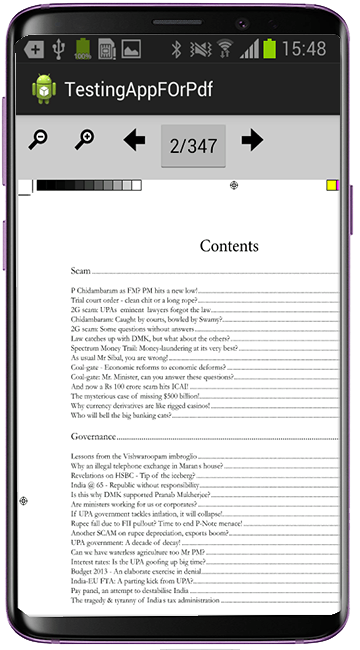 100%
15:48
TestingAppFOrPdf
2/347
Contents
Scam
P Chidambaram as FM? PM hits a new low!
Trial court order - clean chit or a long rope?
2G scam: UPAs eminent lawyers forgot the law
Chidambaram: Caught by courts, bowled by Swamy?
2G scam: Some questions without answers
Law catches up with DMK, but what about the others?
Spectrum Money Trail: Money-laundering at its very best?
As usual Mr Sibal, you are wrong!
Coal-gate - Economic reforms to economic deforms?
Coal-gate: Mr. Minister, can you answer these questions?
And now a Rs 100 crore scam hits ICAI!
The mysterious case of missing $500 billion!
Why currency derivatives are like rigged casinos!
Who will bell the big banking cats?
Governance
Lessons from the Vishwaroopam imbroglio
Why an illegal telephone exchange in Maran's house?
Revelations on HSBC - Tip of the iceberg?
India @ 65 - Republic without responsibility
Is this why DMK supported Pranab Mukherjee?
Are ministers working for us or corporates?
If UPA government tackles inflation, it will collapse!
Rupee fall due to FII pullout? Time to end P-Note menace!
Another SCAM on rupee depreciation, exports boom?
UPA government: A decade of decay!
Can we have waterless agriculture too Mr PM?
Interest rates: Is the UPA goofing up big time?
Budget 2013 - An elaborate exercise in denial
India-EU FTA: A parting kick from UPA?
Pay panel, an attempt to destabilise India
The tragedy & tyranny of India's tax administration